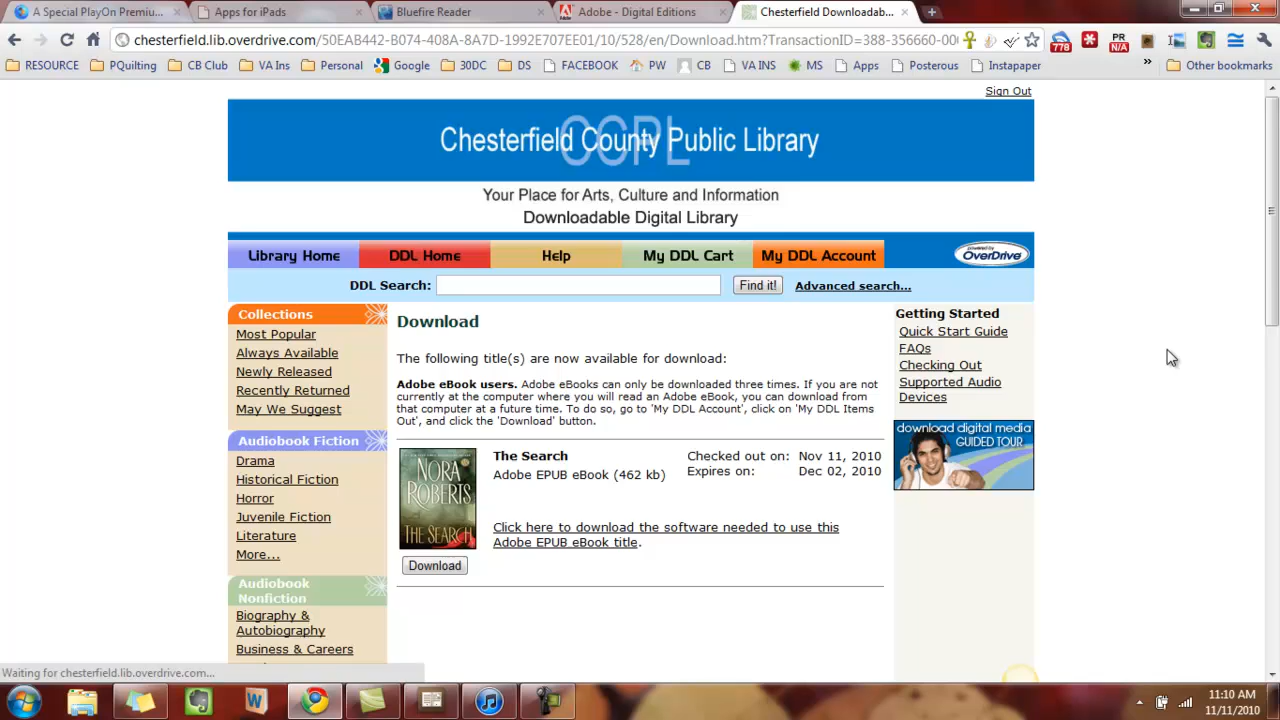 A Special PlayOn Premium...
Apps for iPads
Bluefire Reader
Adobe - Digital Editions
Chesterfield Downloadab...
chesterfield.lib.overdrive.com/50EAB442-B074-408A-8A7D-1992E707EE01/10/528/en/Download.htm?TransactionID=388-356660-00
778
PR
N/A
RESOURCE
PQuilting
CB Club
VA Ins
Personal
Google
30DC
DS
FACEBOOK
PW
CB
VA INS
MS
Apps
Posterous
Instapaper
»
Other bookmarks
Sign Out
CCPL
Chesterfield County Public Library
Your Place for Arts, Culture and Information
Downloadable Digital Library
Library Home
DDL Home
Help
My DDL Cart
My DDL Account
powered by
OverDrive
DDL Search:
Find it!
Advanced search...
Collections
Most Popular
Always Available
Newly Released
Recently Returned
May We Suggest
Audiobook Fiction
Drama
Historical Fiction
Horror
Juvenile Fiction
Literature
More...
Audiobook
Nonfiction
Biography &
Autobiography
Business & Careers
Download
The following title(s) are now available for download:
Adobe eBook users. Adobe eBooks can only be downloaded three times. If you are not
currently at the computer where you will read an Adobe eBook, you can download from
that computer at a future time. To do so, go to 'My DDL Account', click on 'My DDL Items
Out', and click the 'Download' button.
NORA
ROBERTS
THE SEARCH
The Search
Adobe EPUB eBook (462 kb)
Checked out on: Nov 11, 2010
Expires on: Dec 02, 2010
Click here to download the software needed to use this
Adobe EPUB eBook title.
Download
Getting Started
Quick Start Guide
FAQs
Checking Out
Supported Audio
Devices
download digital media
GUIDED TOUR
Waiting for chesterfield.lib.overdrive.com...
11:10 AM
11/11/2010